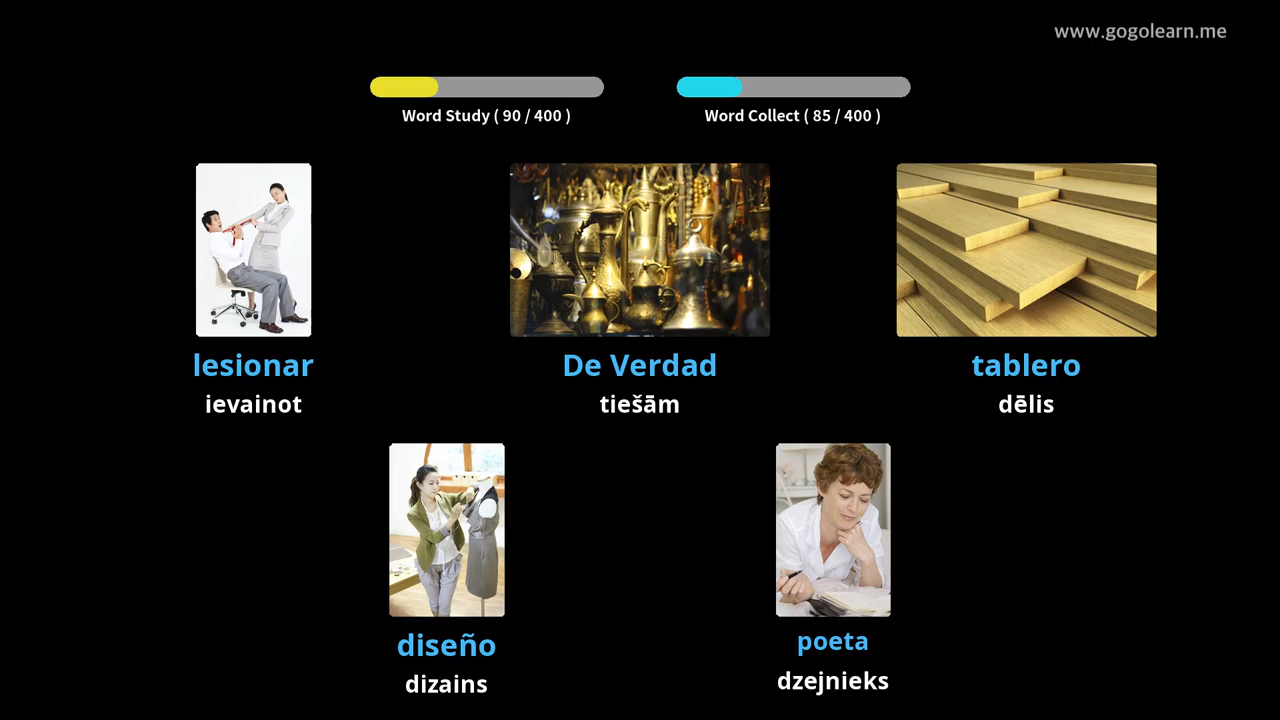 www.gogolearn.me
Word Study ( 90 / 400 )
Word Collect ( 85 / 400 )
lesionar
ievainot
De Verdad
tiešām
tablero
dēlis
diseño
dizains
poeta
dzejnieks